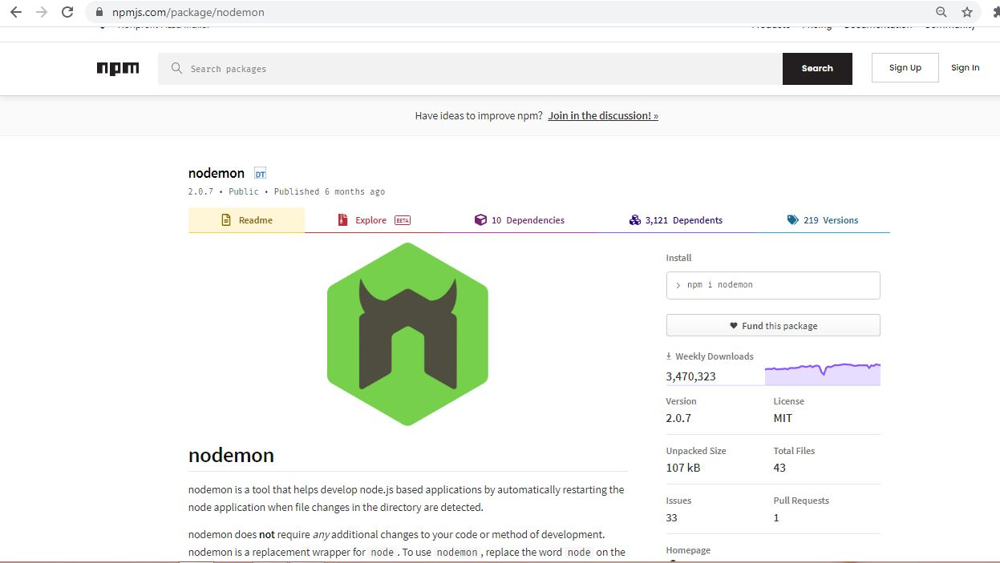 npmjs.com/package/nodemon
Products Pricing Documentation Community
npm
Search packages
Search
Sign Up
Sign In
Have ideas to improve npm? Join in the discussion! »
nodemon DT
2.0.7 • Public • Published 6 months ago
Readme
Explore BETA
10 Dependencies
3,121 Dependents
219 Versions
nodemon
nodemon is a tool that helps develop node.js based applications by automatically restarting the
node application when file changes in the directory are detected.
nodemon does not require any additional changes to your code or method of development.
nodemon is a replacement wrapper for node . To use nodemon , replace the word node on the
Install
> npm i nodemon
Fund this package
Weekly Downloads
3,470,323
Version
2.0.7
License
MIT
Unpacked Size
107 kB
Total Files
43
Issues
33
Pull Requests
1
Homepage